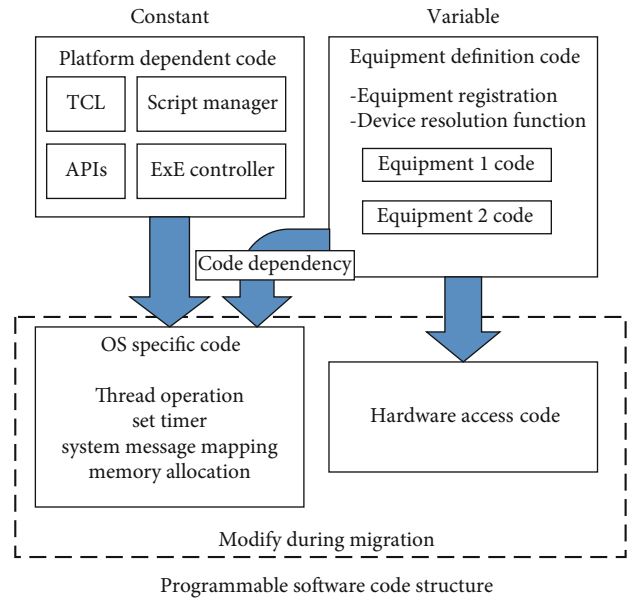 Constant
Variable
Platform dependent code
TCL
Script manager
APIs
ExE controller
Equipment definition code
-Equipment registration
-Device resolution function
Equipment 1 code
Equipment 2 code
Code dependency
OS specific code
Thread operation
set timer
system message mapping
memory allocation
Hardware access code
Modify during migration
Programmable software code structure